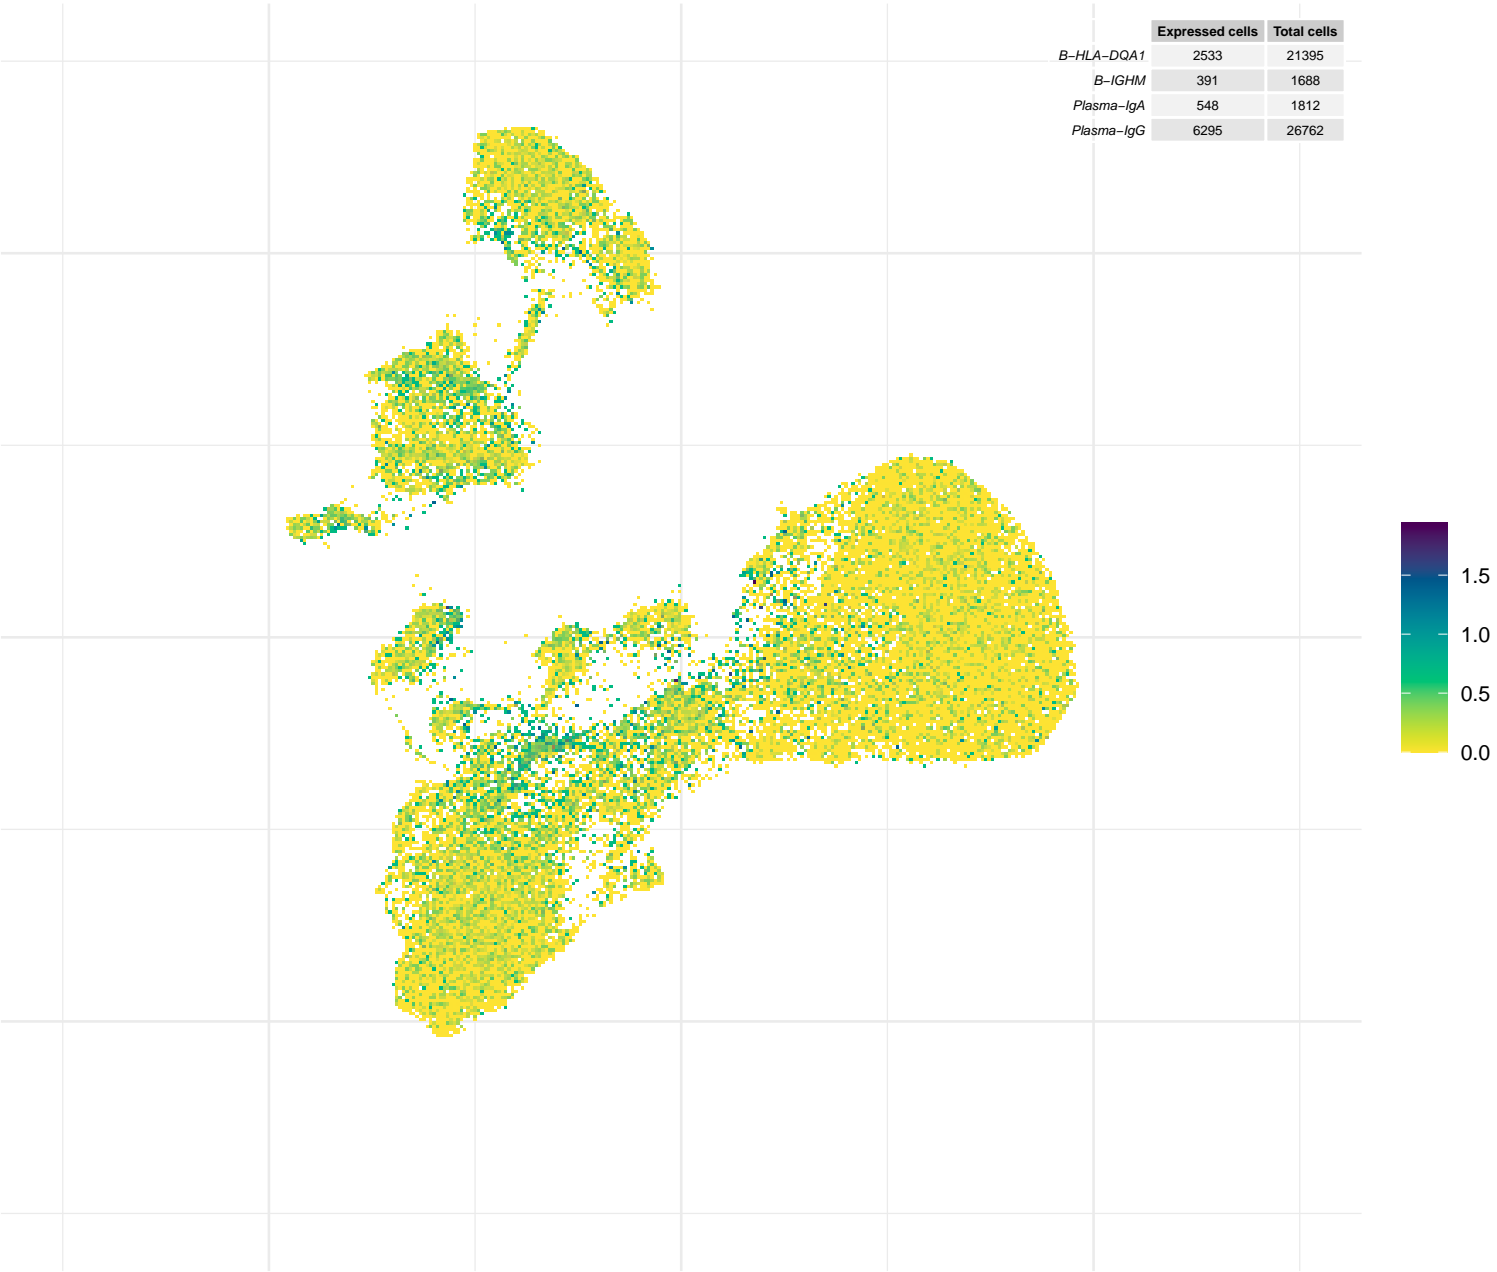 Expressed cells Total cells
B−HLA−DQA1 2533 21395
B−IGHM 391 1688
Plasma−IgA 548 1812
Plasma−IgG 6295 26762
1.5
1.0
0.5
0.0